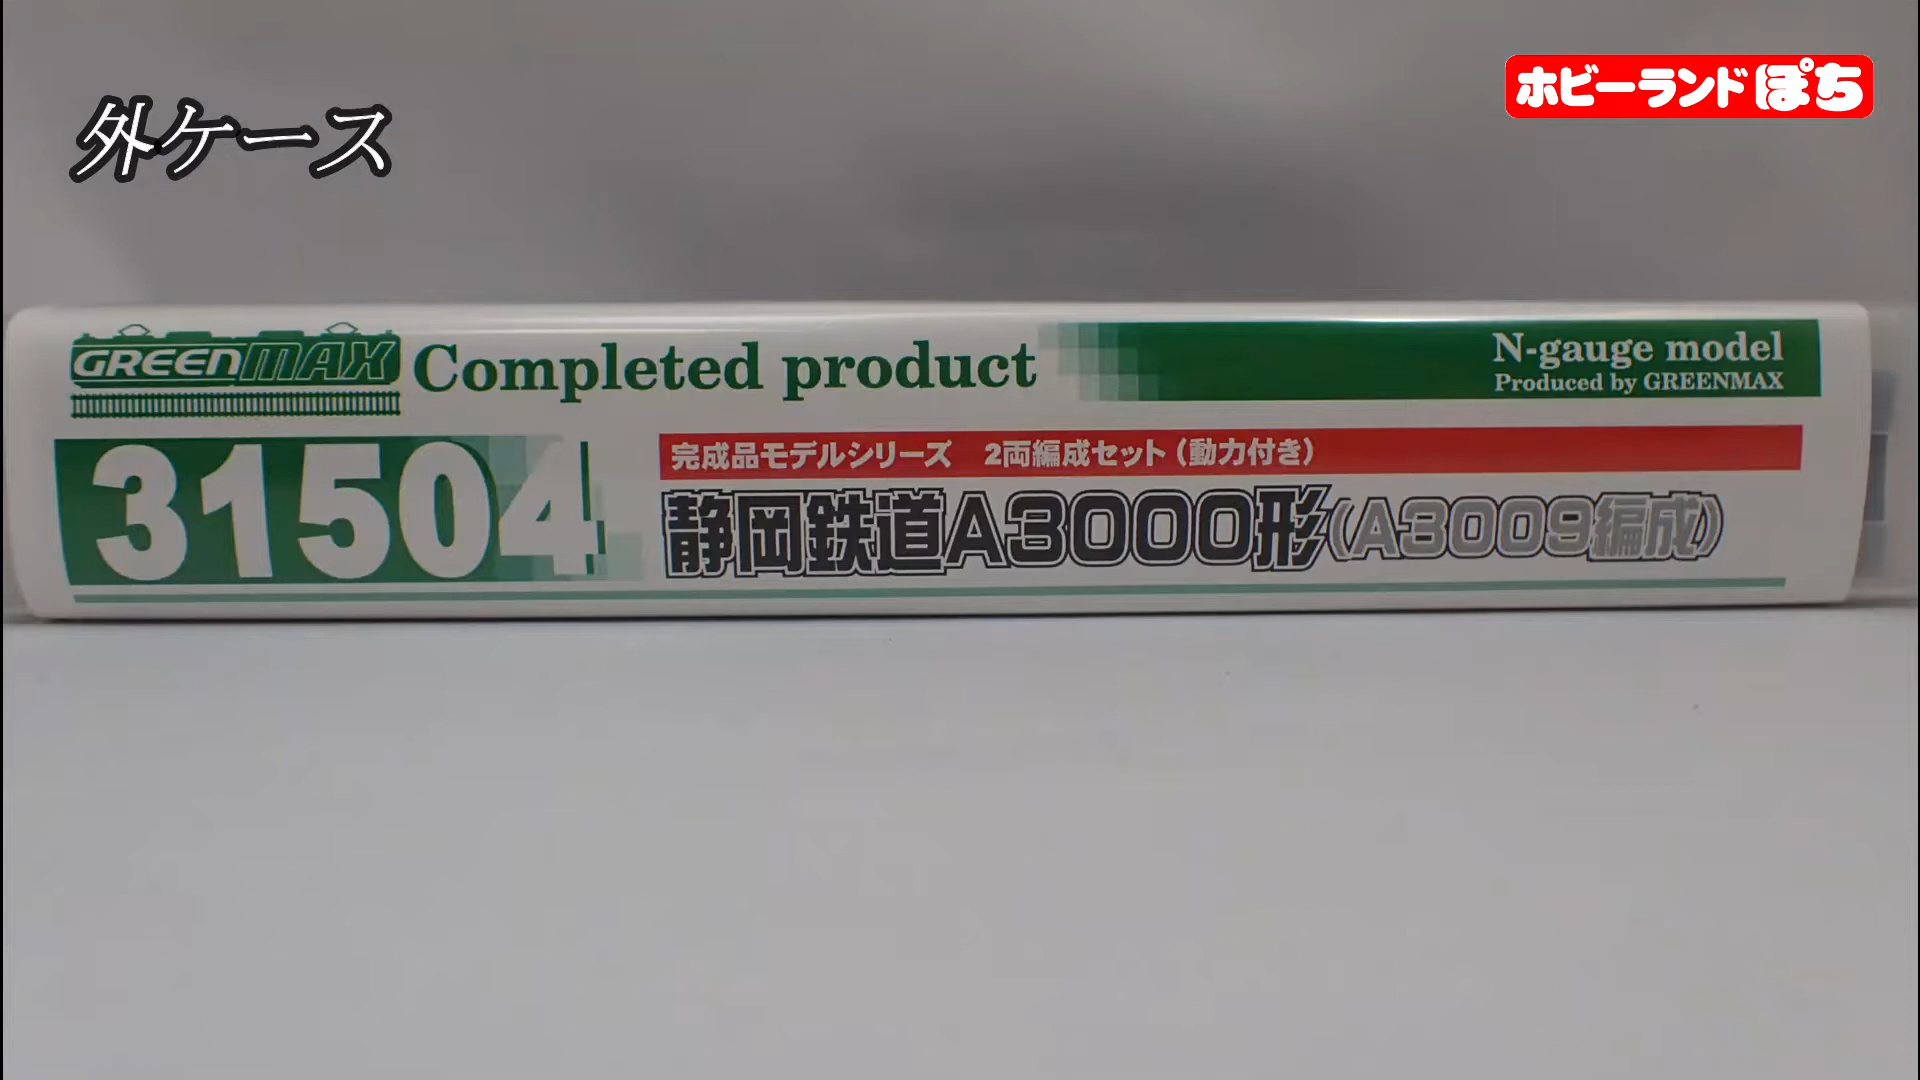 外ケース
ホビーランドぽち
GREENMAX Completed product
N-gauge model
Produced by GREENMAX
31504
完成品モデルシリーズ 2両編成セット(動力付き)
静岡鉄道A3000形(A3009編成)